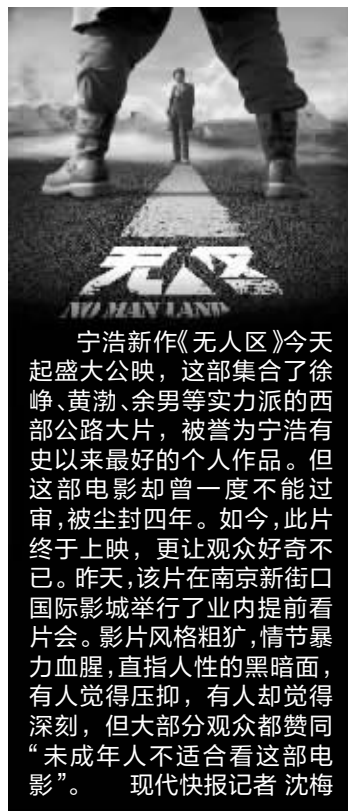 无人区
NO MAN LAND
宁浩新作《无人区》今天
起盛大公映，这部集合了徐
峥、黄渤、余男等实力派的西
部公路大片，被誉为宁浩有
史以来最好的个人作品。但
这部电影却曾一度不能过
审，被尘封四年。如今，此片
终于上映，更让观众好奇不
已。昨天，该片在南京新街口
国际影城举行了业内提前看
片会。影片风格粗犷，情节暴
力血腥，直指人性的黑暗面，
有人觉得压抑，有人却觉得
深刻，但大部分观众都赞同
“未成年人不适合看这部电
影”。 现代快报记者 沈梅